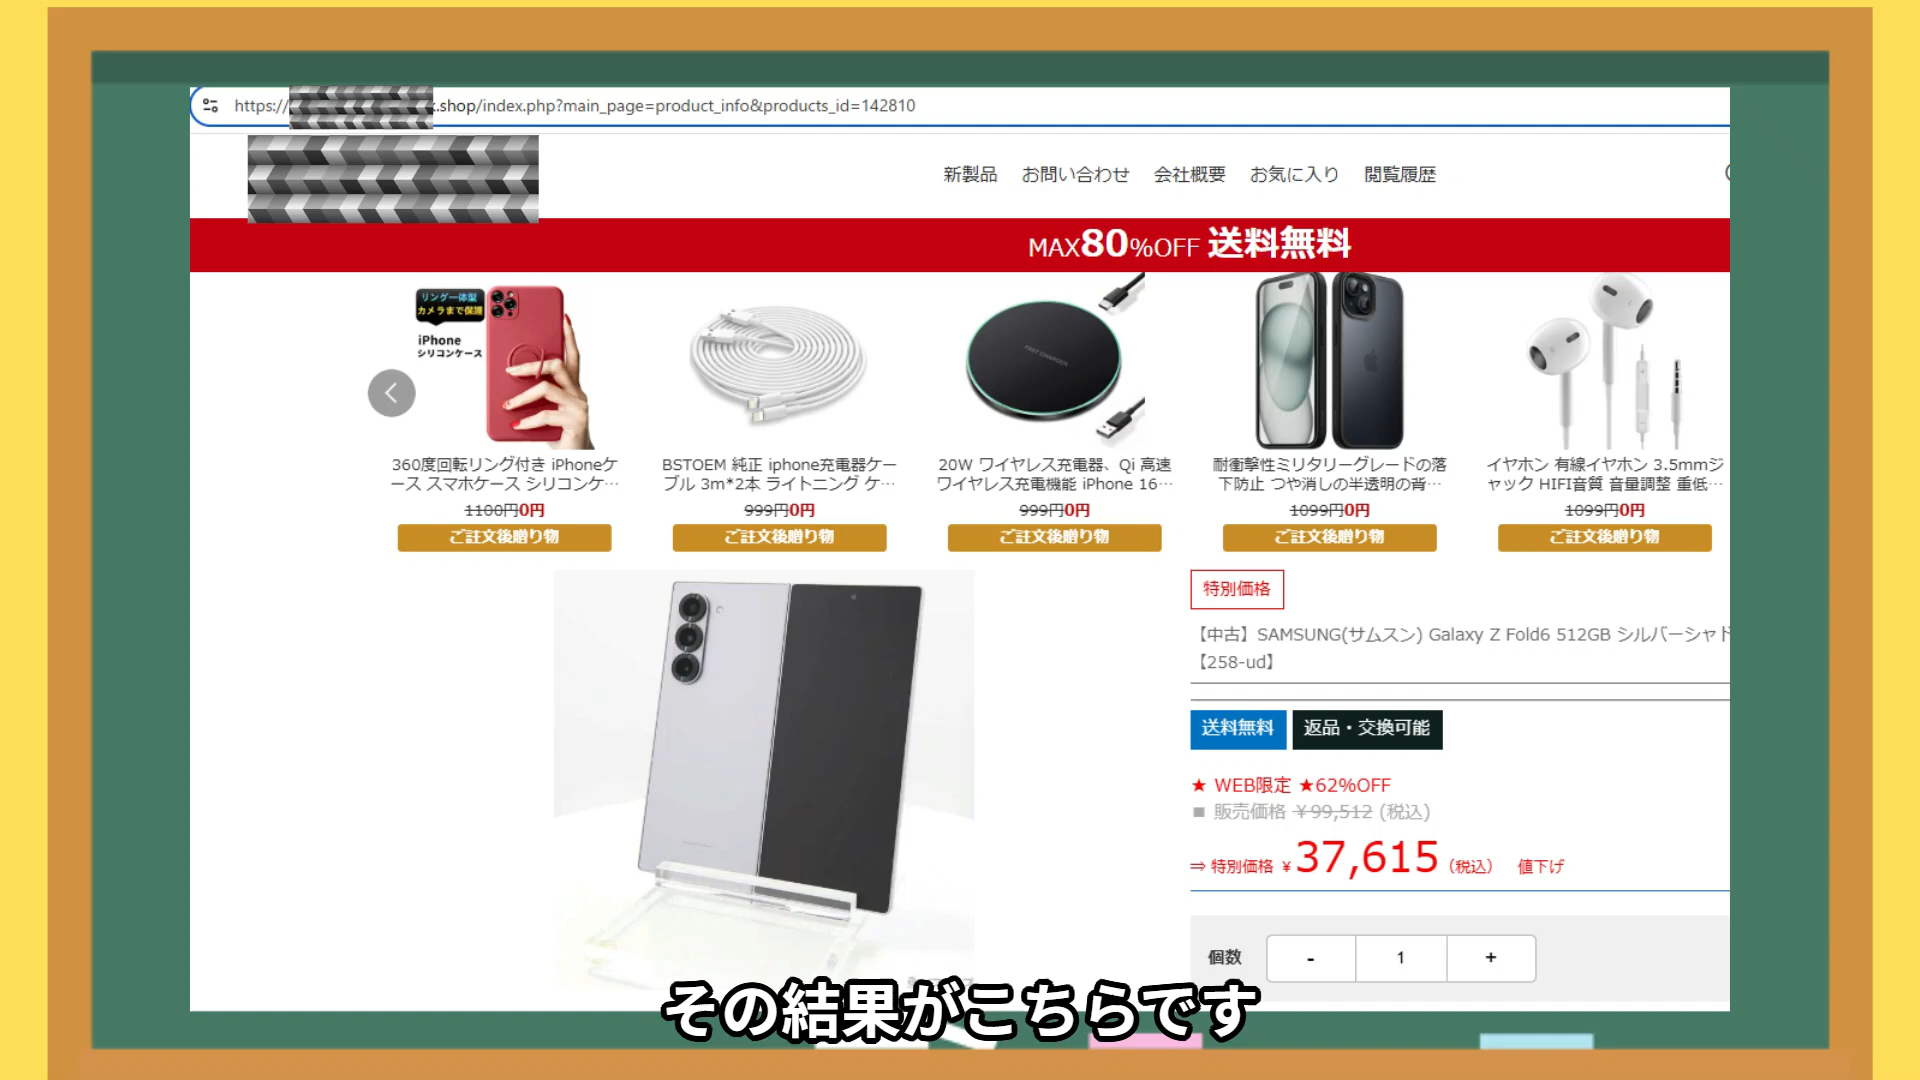 https://
.shop/index.php?main_page=product_info&products_id=142810
新製品 お問い合わせ 会社概要 お気に入り 閲覧履歴
MAX80%OFF 送料無料
リング一体型
カメラまで保護
iPhone
シリコンケース
FAST CHARGER
360度回転リング付き iPhoneケ
ース スマホケース シリコンケ…
1100円0円
ご註文後贈り物
BSTOEM 純正 iphone充電器ケー
ブル 3m*2本 ライトニング ケ…
999円0円
ご註文後贈り物
20W ワイヤレス充電器、Qi 高速
ワイヤレス充電機能 iPhone 16…
999円0円
ご註文後贈り物
耐衝撃性ミリタリーグレードの落
下防止 つや消しの半透明の背…
1099円0円
ご註文後贈り物
イヤホン 有線イヤホン 3.5mmジ
ャック HIFI音質 音量調整 重低…
1099円0円
ご註文後贈り物
特別価格
【中古】SAMSUNG(サムスン) Galaxy Z Fold6 512GB シルバーシャド
【258-ud】
送料無料 返品・交換可能
★ WEB限定 ★62%OFF
■ 販売価格 ￥99,512 (税込)
⇒ 特別価格 ¥37,615 (税込) 値下げ
個数 - 1 +
その結果がこちらです